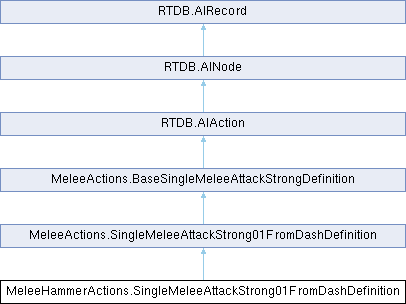 RTDB.AIRecord
RTDB.AINode
RTDB.AIAction
MeleeActions.BaseSingleMeleeAttackStrongDefinition
MeleeActions.SingleMeleeAttackStrong01FromDashDefinition
MeleeHammerActions.SingleMeleeAttackStrong01FromDashDefinition